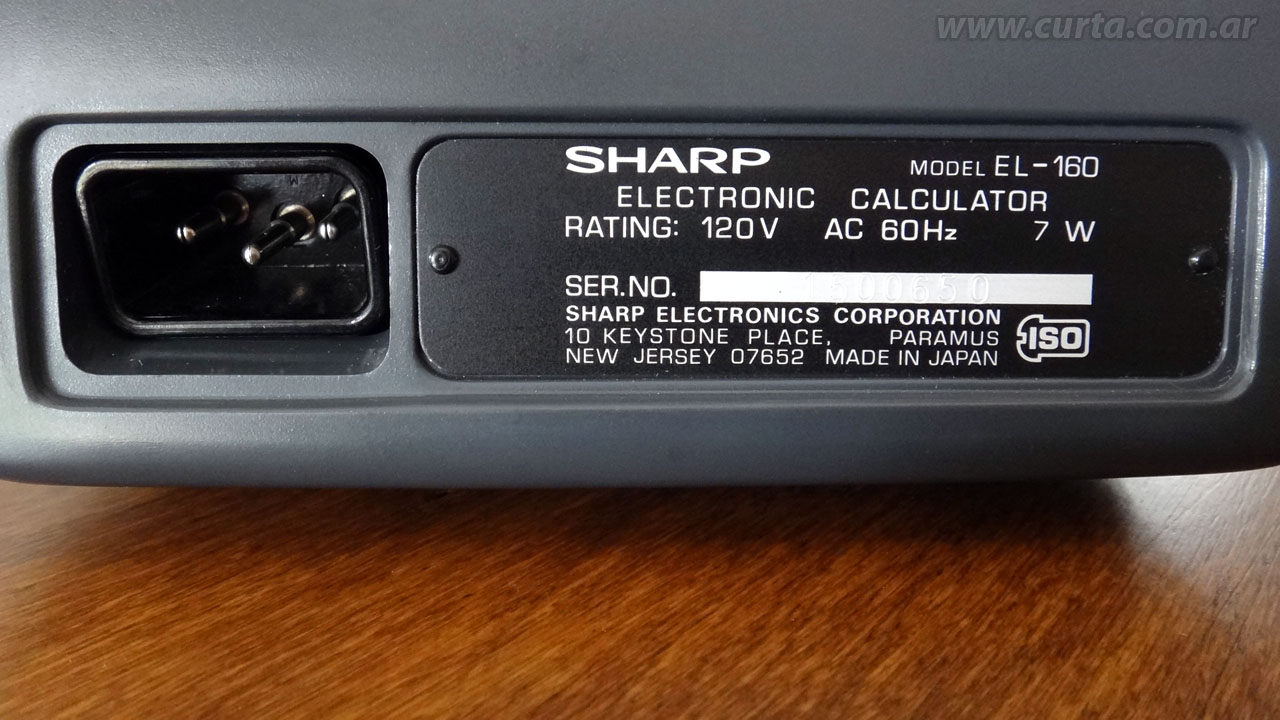 www.curta.com.ar
SHARP MODEL EL-160
ELECTRONIC CALCULATOR
RATING: 120V AC 60Hz 7 W
SER.NO. 1500650
SHARP ELECTRONICS CORPORATION
10 KEYSTONE PLACE, PARAMUS
NEW JERSEY 07652 MADE IN JAPAN
ISO